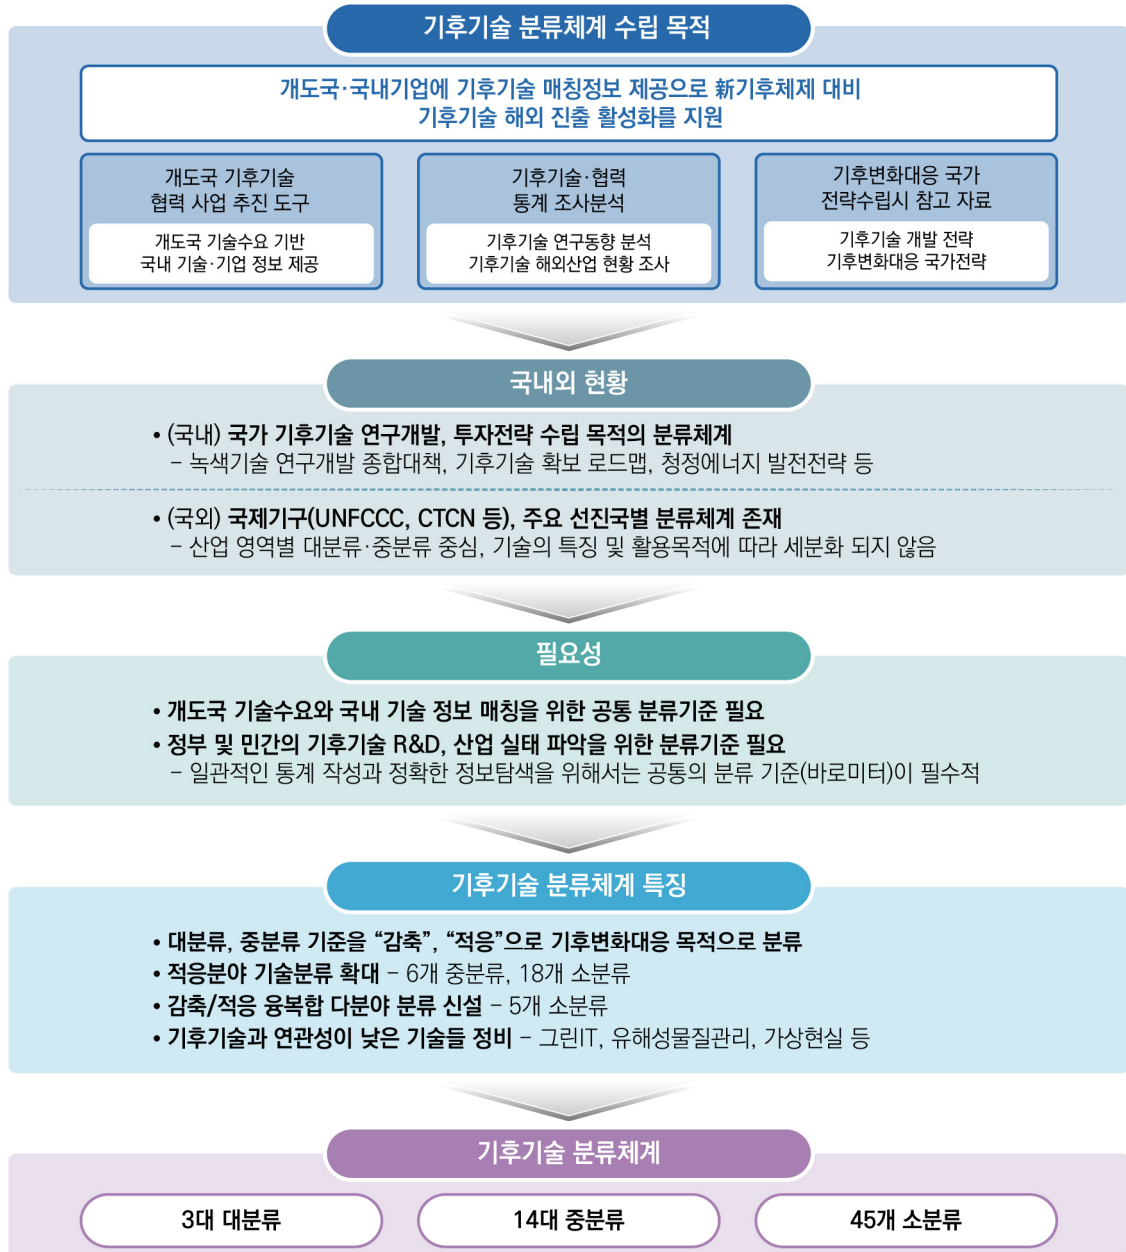 기후기술 분류체계 수립 목적
개도국·국내기업에 기후기술 매칭정보 제공으로 新기후체제 대비
기후기술 해외 진출 활성화를 지원
개도국 기후기술
협력 사업 추진 도구
개도국 기술수요 기반
국내 기술·기업 정보 제공
기후기술·협력
통계 조사분석
기후기술 연구동향 분석
기후기술 해외산업 현황 조사
기후변화대응 국가
전략수립시 참고 자료
기후기술 개발 전략
기후변화대응 국가전략
국내외 현황
• (국내) 국가 기후기술 연구개발, 투자전략 수립 목적의 분류체계
– 녹색기술 연구개발 종합대책, 기후기술 확보 로드맵, 청정에너지 발전전략 등
• (국외) 국제기구(UNFCCC, CTCN 등), 주요 선진국별 분류체계 존재
– 산업 영역별 대분류·중분류 중심, 기술의 특징 및 활용목적에 따라 세분화 되지 않음
필요성
• 개도국 기술수요와 국내 기술 정보 매칭을 위한 공통 분류기준 필요
• 정부 및 민간의 기후기술 R&D, 산업 실태 파악을 위한 분류기준 필요
– 일관적인 통계 작성과 정확한 정보탐색을 위해서는 공통의 분류 기준(바로미터)이 필수적
기후기술 분류체계 특징
• 대분류, 중분류 기준을 “감축”, “적응”으로 기후변화대응 목적으로 분류
• 적응분야 기술분류 확대 – 6개 중분류, 18개 소분류
• 감축/적응 융복합 다분야 분류 신설 – 5개 소분류
• 기후기술과 연관성이 낮은 기술들 정비 – 그린IT, 유해성물질관리, 가상현실 등
기후기술 분류체계
3대 대분류
14대 중분류
45개 소분류